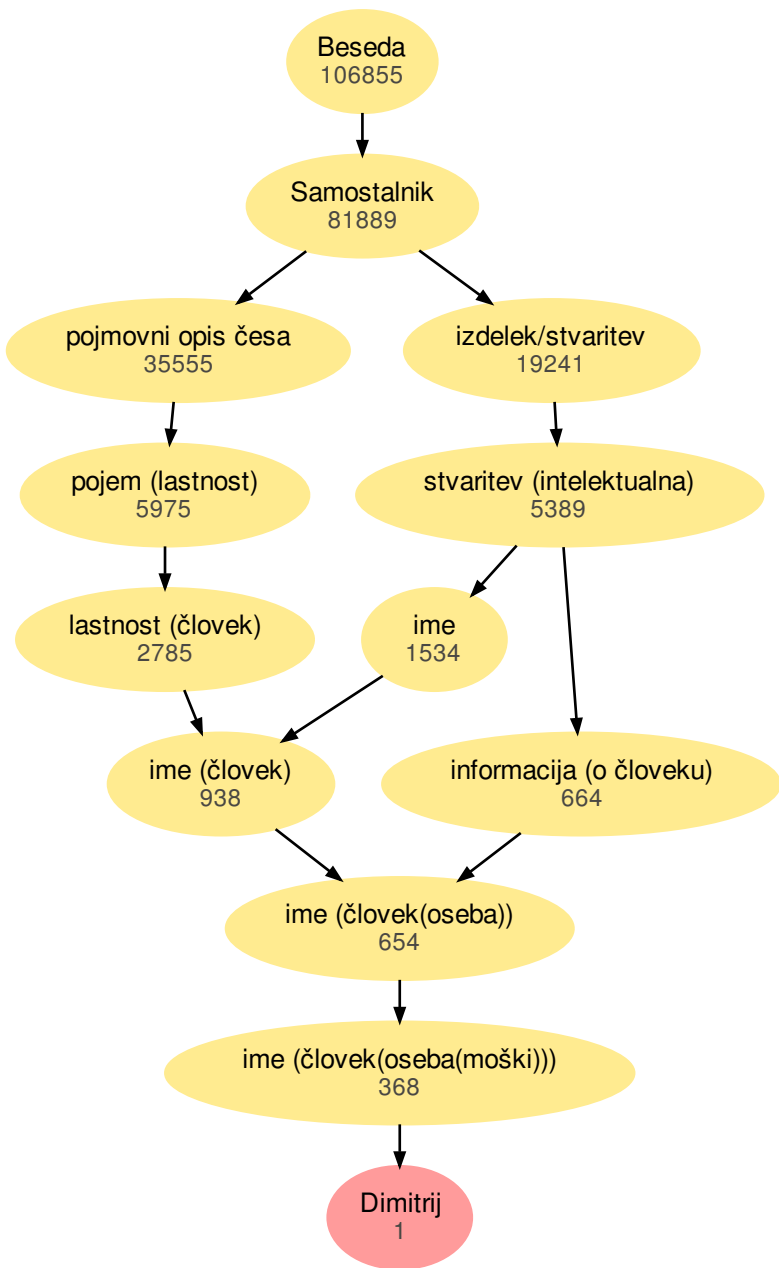 Beseda
106855
Samostalnik
81889
pojmovni opis česa
35555
izdelek/stvaritev
19241
pojem (lastnost)
5975
stvaritev (intelektualna)
5389
lastnost (človek)
2785
ime
1534
ime (človek)
938
informacija (o človeku)
664
ime (človek(oseba))
654
ime (človek(oseba(moški)))
368
Dimitrij
1